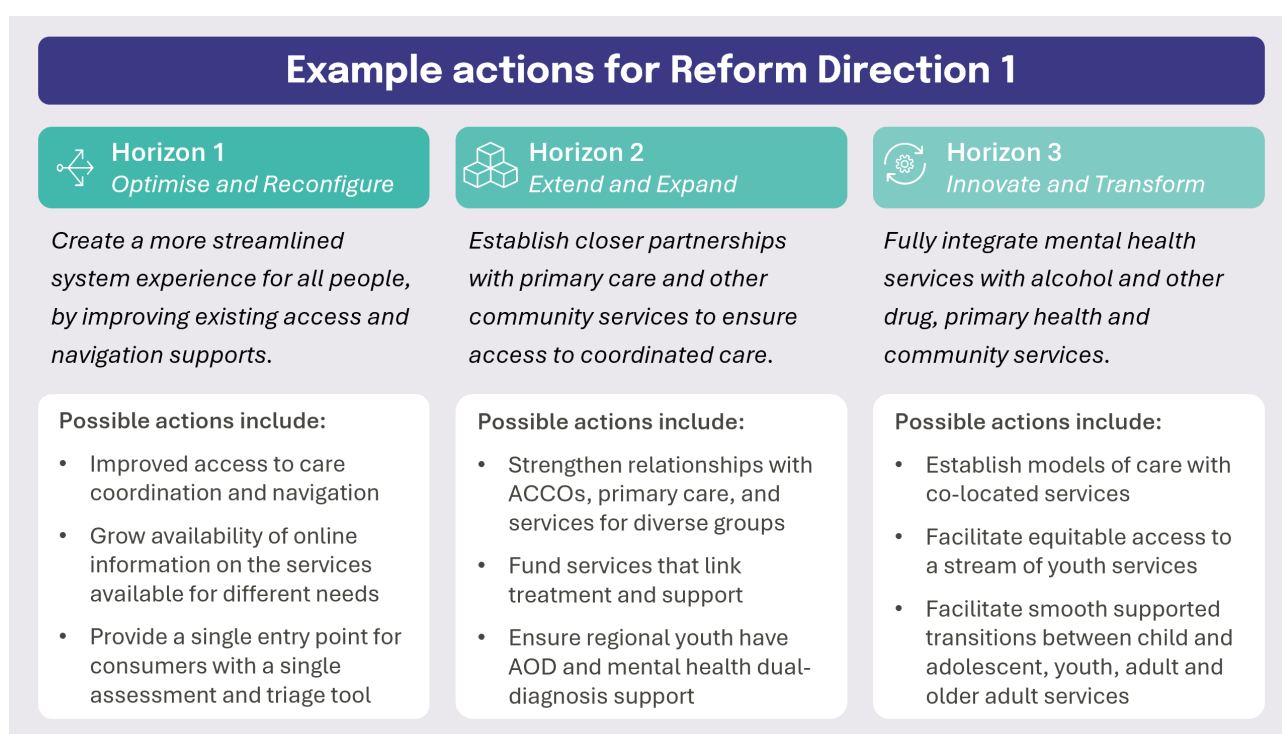 Example actions for Reform Direction 1
Horizon 1
Optimise and Reconfigure
Create a more streamlined
system experience for all people,
by improving existing access and
navigation supports.
Possible actions include:
• Improved access to care
coordination and navigation
• Grow availability of online
information on the services
available for different needs
• Provide a single entry point for
consumers with a single
assessment and triage tool
Horizon 2
Extend and Expand
Establish closer partnerships
with primary care and other
community services to ensure
access to coordinated care.
Possible actions include:
• Strengthen relationships with
ACCOs, primary care, and
services for diverse groups
• Fund services that link
treatment and support
• Ensure regional youth have
AOD and mental health dual-
diagnosis support
Horizon 3
Innovate and Transform
Fully integrate mental health
services with alcohol and other
drug, primary health and
community services.
Possible actions include:
• Establish models of care with
co-located services
• Facilitate equitable access to
a stream of youth services
• Facilitate smooth supported
transitions between child and
adolescent, youth, adult and
older adult services